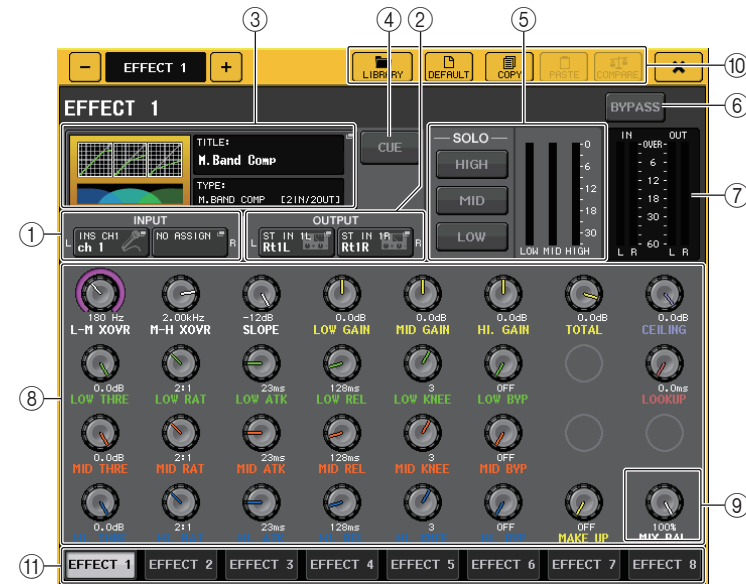 ③ ④ ② ⑤
− EFFECT 1 + LIBRARY DEFAULT COPY PASTE COMPARE ⑩
EFFECT 1 BYPASS ⑥
TITLE:
M.Band Comp
TYPE:
M.BAND COMP [2IN/2OUT]
CUE
SOLO
HIGH
MID
LOW
0
-6
-12
-18
-30
LOW MID HIGH
IN OUT
-OVER-
6
12
18
30
60
L R L R
⑦
① INPUT
L INS CH1 NO ASSIGN R
ch 1
OUTPUT
L ST IN 1L ST IN 1R R
Rt1L Rt1R
180 Hz 2.00kHz -12dB 0.0dB 0.0dB 0.0dB 0.0dB 0.0dB
L-M XOVR M-H XOVR SLOPE LOW GAIN MID GAIN HI. GAIN TOTAL CEILING
⑧
0.0dB 2:1 23ms 128ms 3 OFF 0.0ms
LOW THRE LOW RAT LOW ATK LOW REL LOW KNEE LOW BYP LOOKUP
0.0dB 2:1 23ms 128ms 3 OFF
MID THRE MID RAT MID ATK MID REL MID KNEE MID BYP
0.0dB 2:1 23ms 128ms 3 OFF OFF 100%
MAKE UP MIX BAL
⑨
⑪ EFFECT 1 EFFECT 2 EFFECT 3 EFFECT 4 EFFECT 5 EFFECT 6 EFFECT 7 EFFECT 8